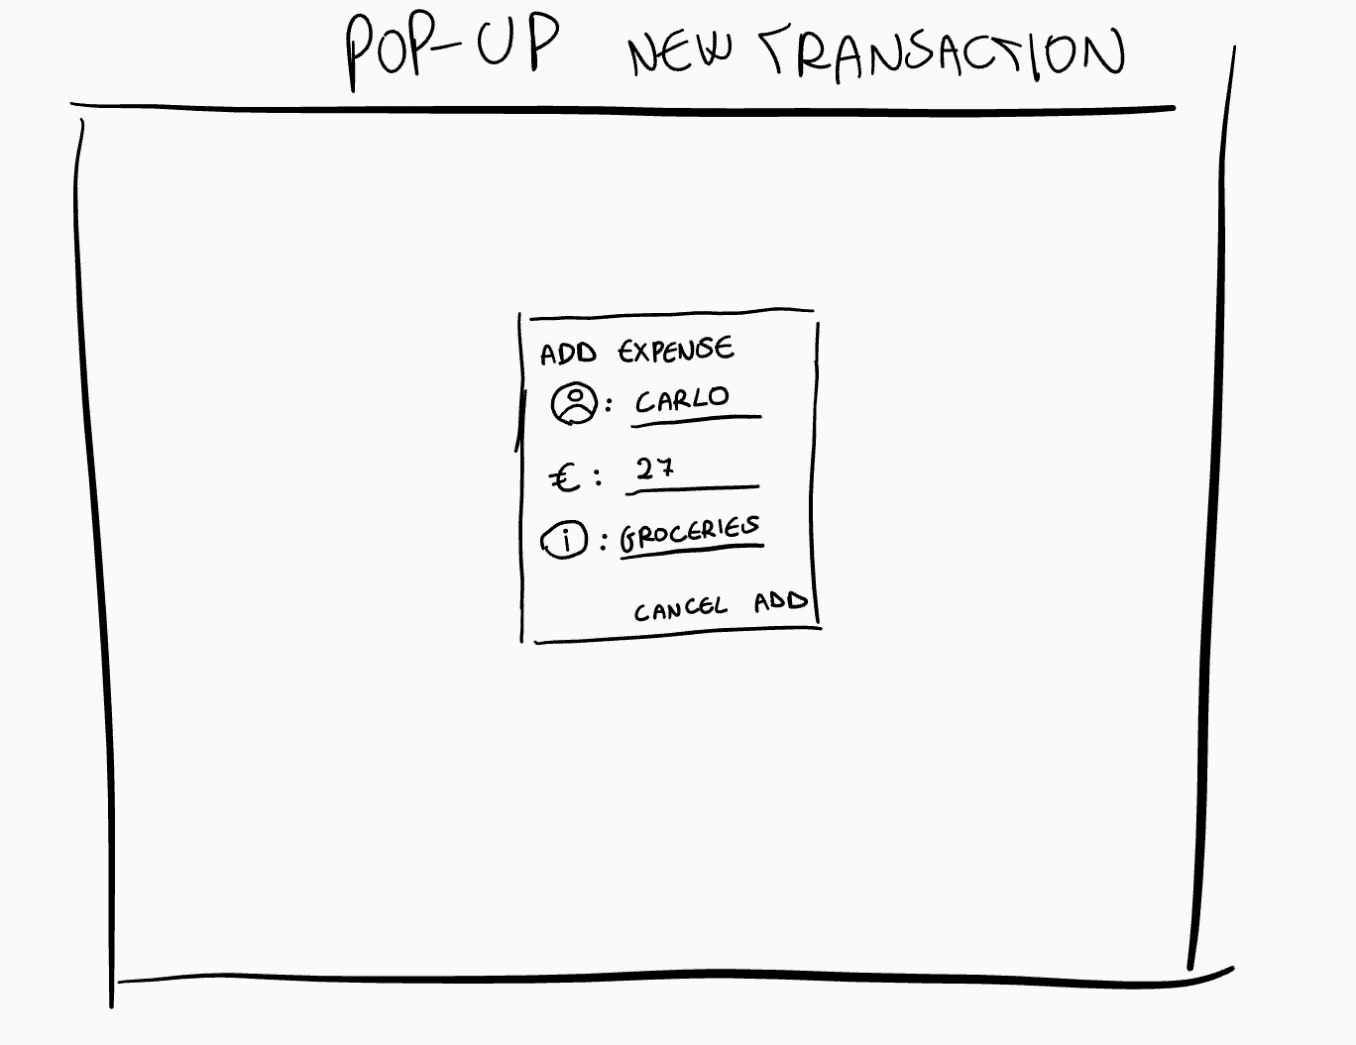 POP-UP NEW TRANSACTION
ADD EXPENSE
: CARLO
€: 27
i: GROCERIES
CANCEL ADD